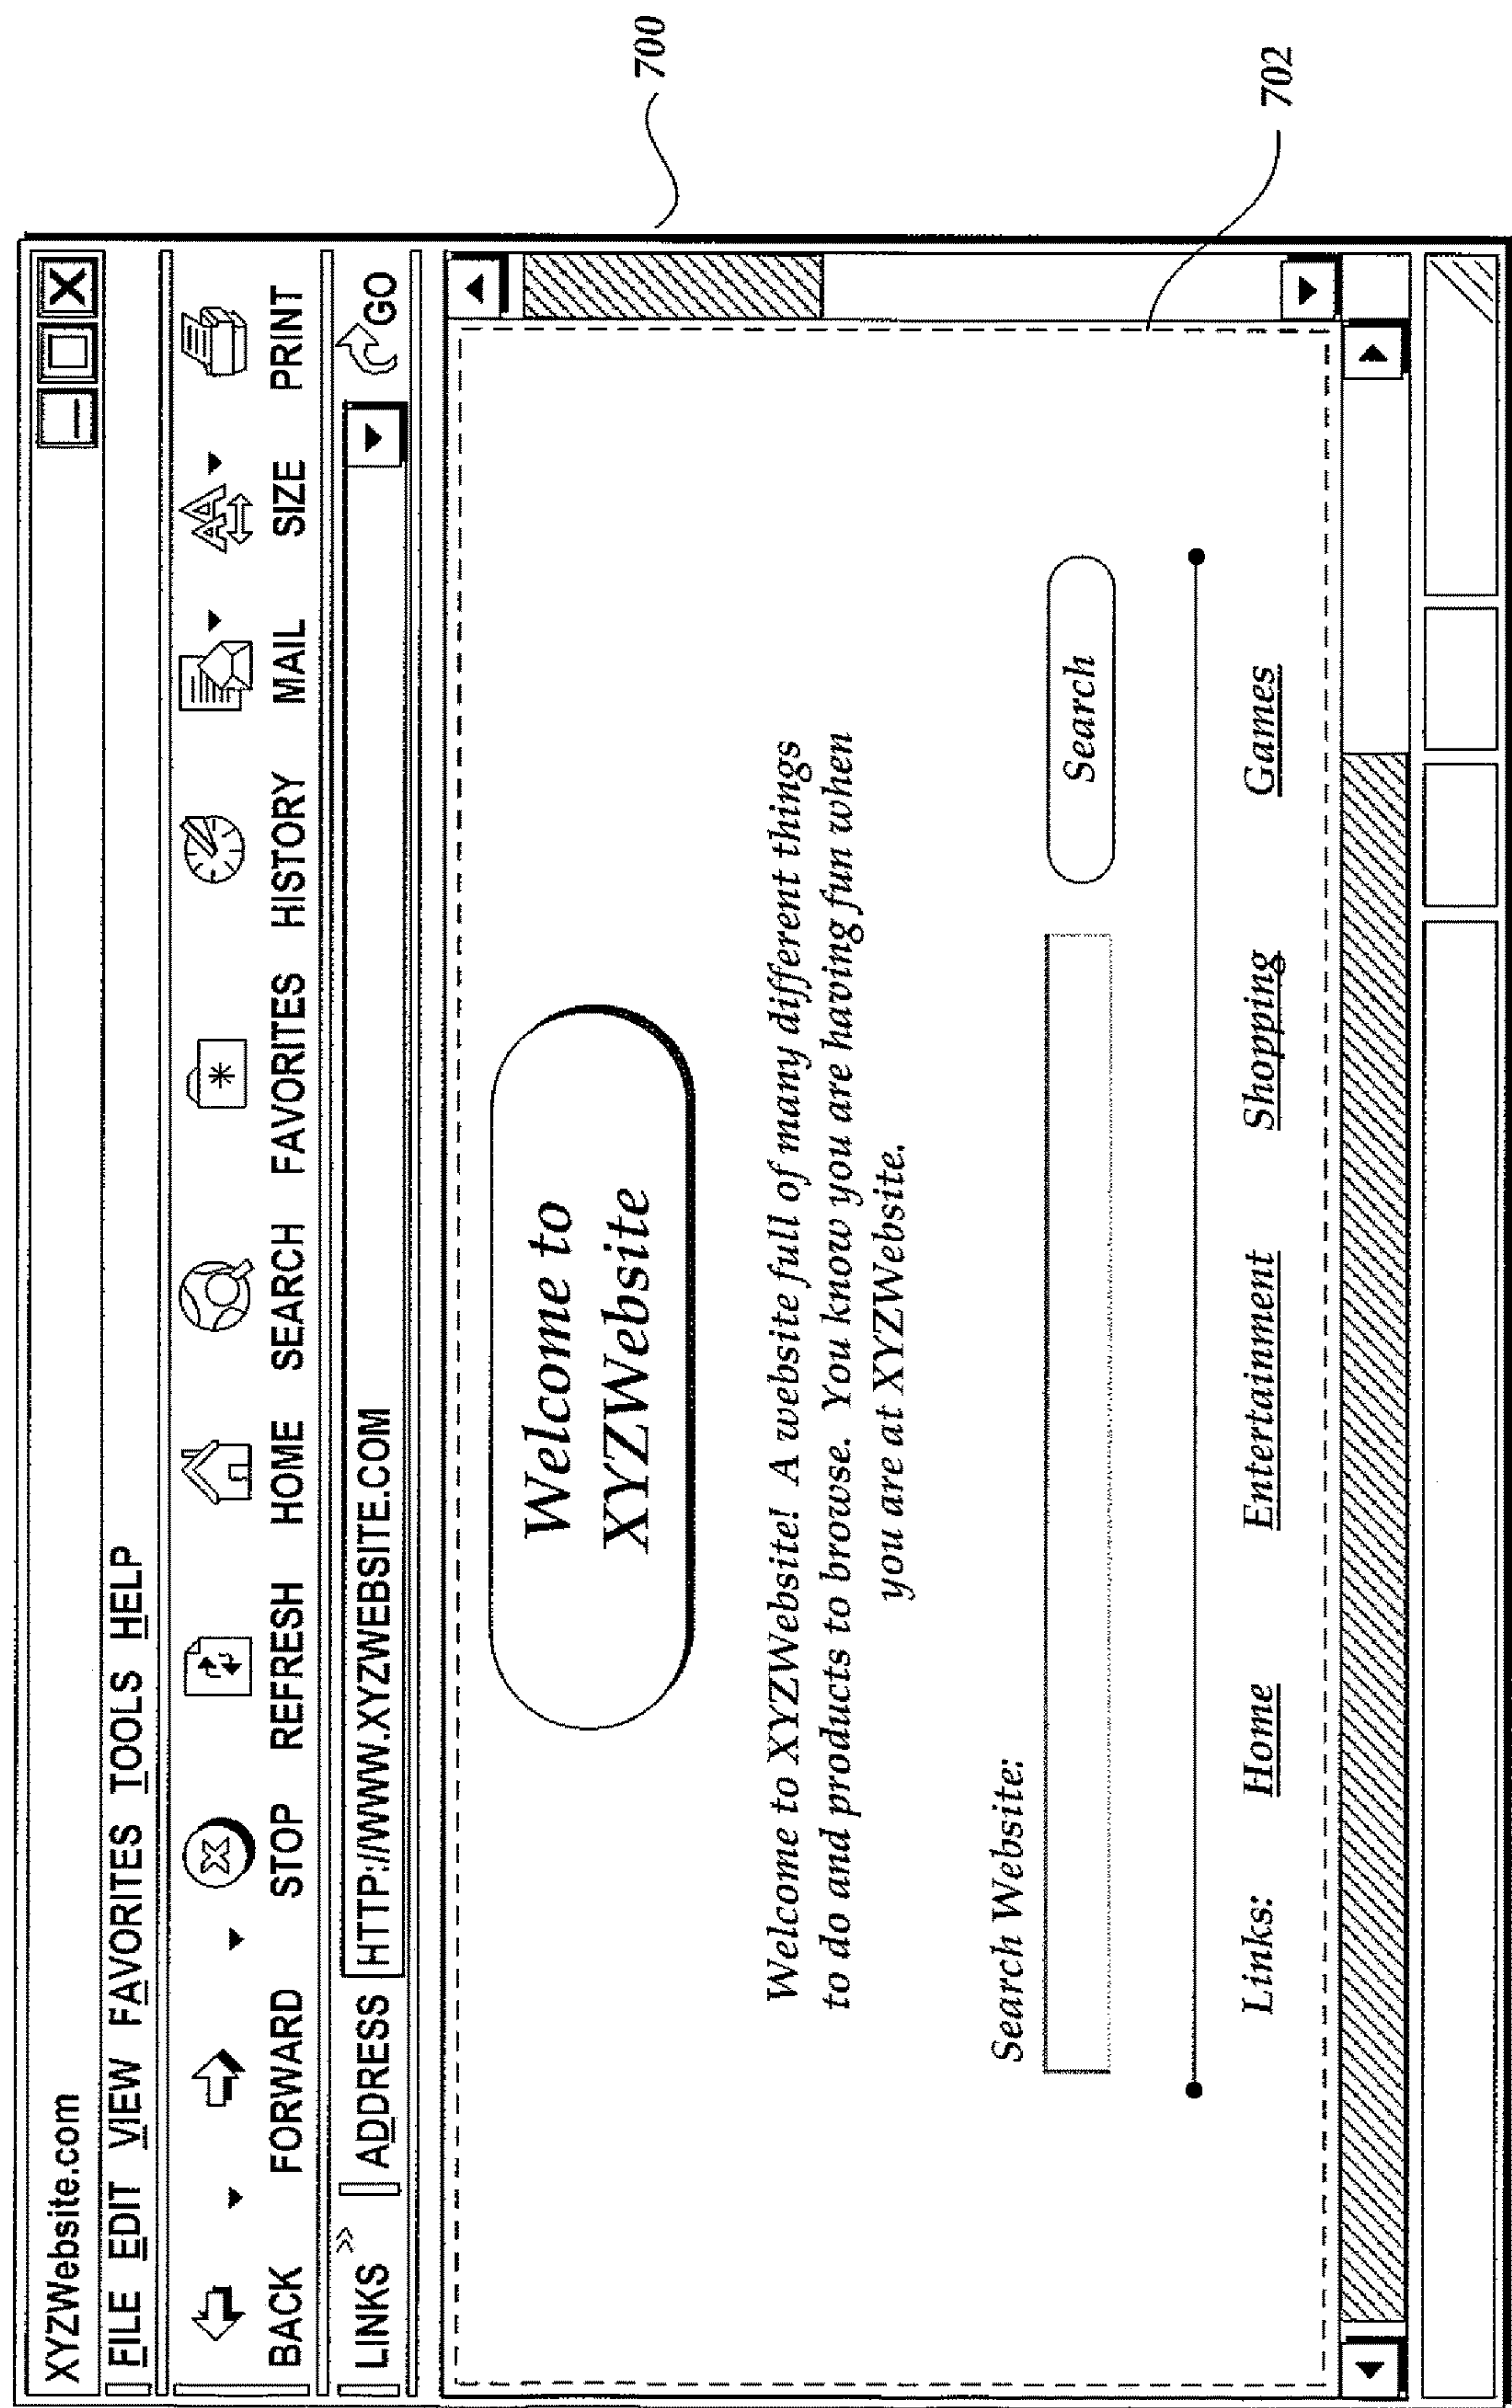 XYZWebsite.com
FILE EDIT VIEW FAVORITES TOOLS HELP
BACK FORWARD STOP REFRESH HOME SEARCH FAVORITES HISTORY MAIL SIZE PRINT
LINKS » ADDRESS HTTP://WWW.XYZWEBSITE.COM GO
Welcome to
XYZWebsite
Welcome to XYZWebsite! A website full of many different things
to do and products to browse. You know you are having fun when
you are at XYZWebsite.
Search Website:
Search
Links: Home Entertainment Shopping Games
700
702